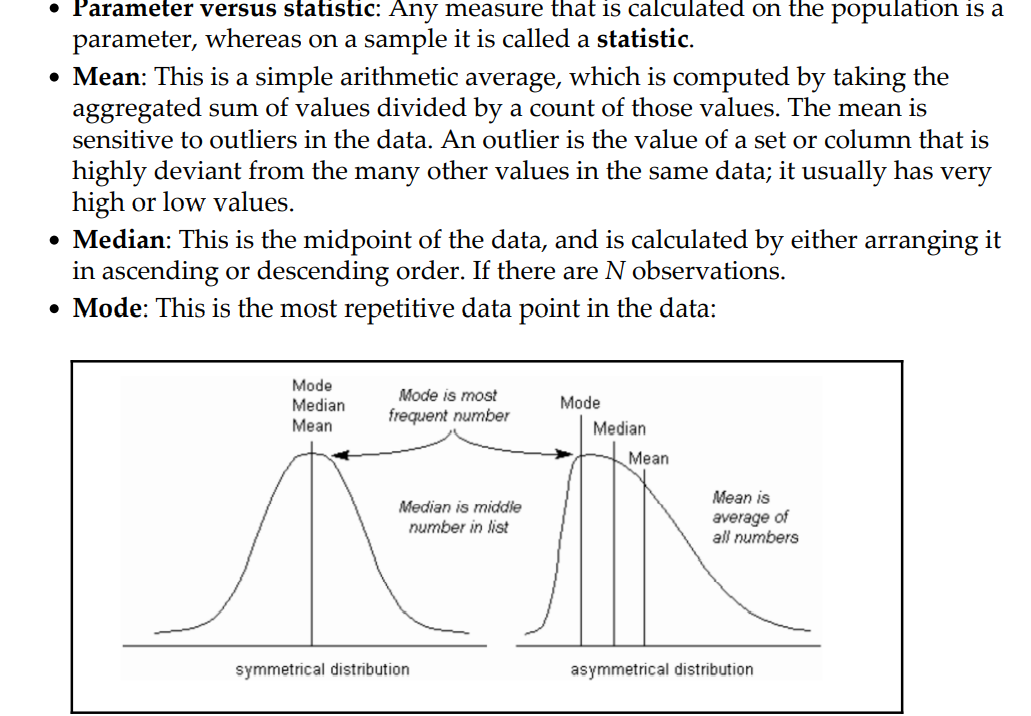 • Parameter versus statistic: Any measure that is calculated on the population is a
parameter, whereas on a sample it is called a statistic.
• Mean: This is a simple arithmetic average, which is computed by taking the
aggregated sum of values divided by a count of those values. The mean is
sensitive to outliers in the data. An outlier is the value of a set or column that is
highly deviant from the many other values in the same data; it usually has very
high or low values.
• Median: This is the midpoint of the data, and is calculated by either arranging it
in ascending or descending order. If there are N observations.
• Mode: This is the most repetitive data point in the data:
Mode
Median
Mean
Mode is most
frequent number
Median is middle
number in list
Mode
Median
Mean
Mean is
average of
all numbers
symmetrical distribution
asymmetrical distribution